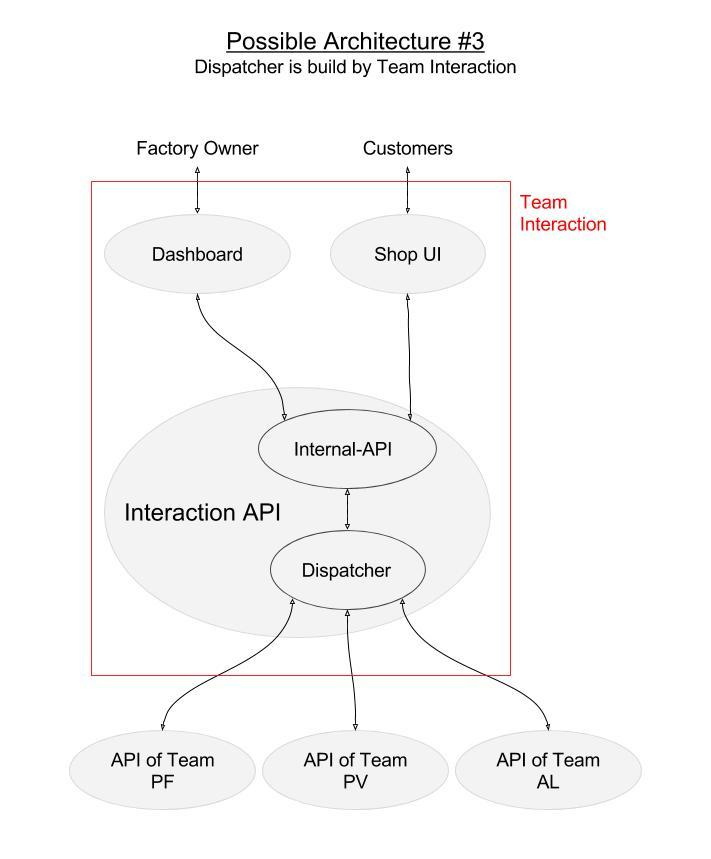 Possible Architecture #3
Dispatcher is build by Team Interaction
Factory Owner
Customers
Team
Interaction
Dashboard
Shop UI
Internal-API
Interaction API
Dispatcher
API of Team
PF
API of Team
PV
API of Team
AL